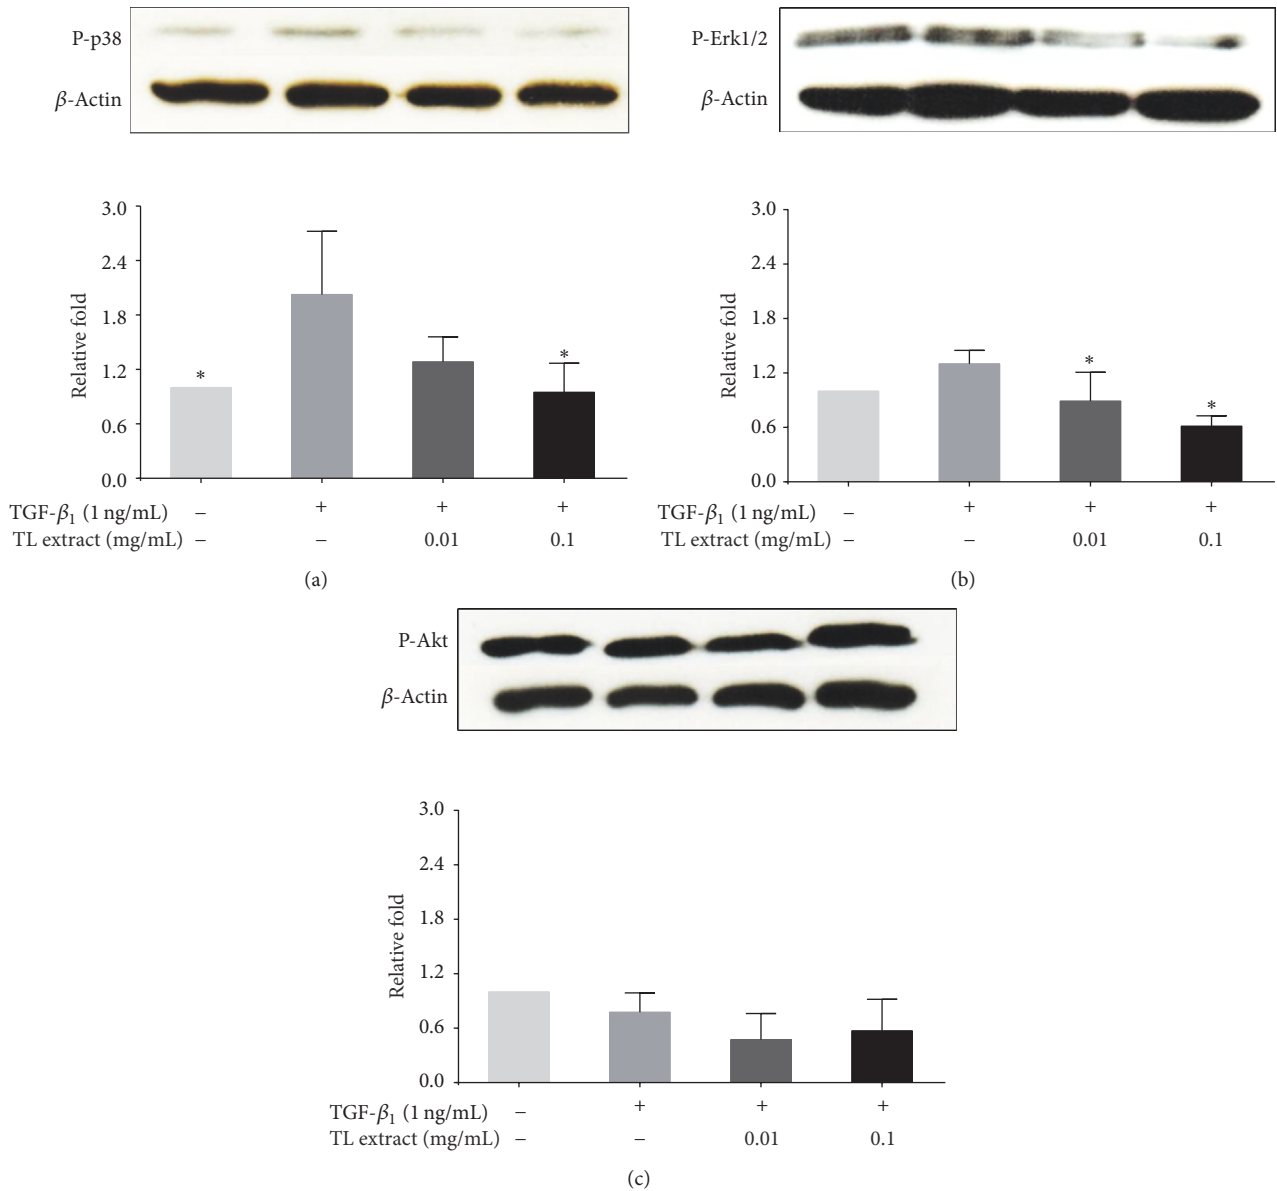 P-p38
β-Actin
P-Erk1/2
β-Actin
3.0
2.4
1.8
1.2
0.6
0.0
Relative fold
*
*
TGF-β₁ (1 ng/mL) − + + +
TL extract (mg/mL) − − 0.01 0.1
(a)
3.0
2.4
1.8
1.2
0.6
0.0
Relative fold
*
*
TGF-β₁ (1 ng/mL) − + + +
TL extract (mg/mL) − − 0.01 0.1
(b)
P-Akt
β-Actin
3.0
2.4
1.8
1.2
0.6
0.0
Relative fold
TGF-β₁ (1 ng/mL) − + + +
TL extract (mg/mL) − − 0.01 0.1
(c)